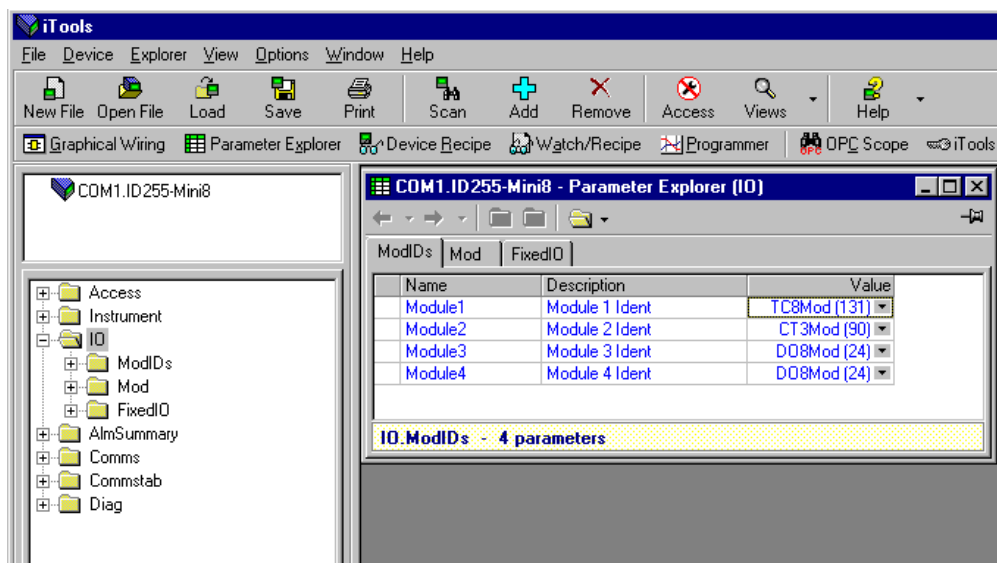 iTools
File Device Explorer View Options Window Help
New File Open File Load Save Print Scan Add Remove Access Views Help
Graphical Wiring Parameter Explorer Device Recipe Watch/Recipe Programmer OPC OPC Scope iTools
COM1.ID255-Mini8
Access
Instrument
IO
ModIDs
Mod
FixedIO
AlmSummary
Comms
Commstab
Diag
COM1.ID255-Mini8 - Parameter Explorer (IO)
ModIDs Mod FixedIO
Name Description Value
Module1 Module 1 Ident TC8Mod (131)
Module2 Module 2 Ident CT3Mod (90)
Module3 Module 3 Ident DO8Mod (24)
Module4 Module 4 Ident DO8Mod (24)
IO.ModIDs - 4 parameters